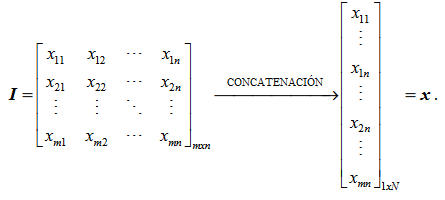 I = [ x11 x12 ⋯ x1n
x21 x22 ⋯ x2n
⋮ ⋮ ⋱ ⋮
xm1 xm2 ⋯ xmn ]mxn
CONCATENACIÓN
[ x11
⋮
x1n
⋮
x2n
⋮
xmn ]1xN
= x .